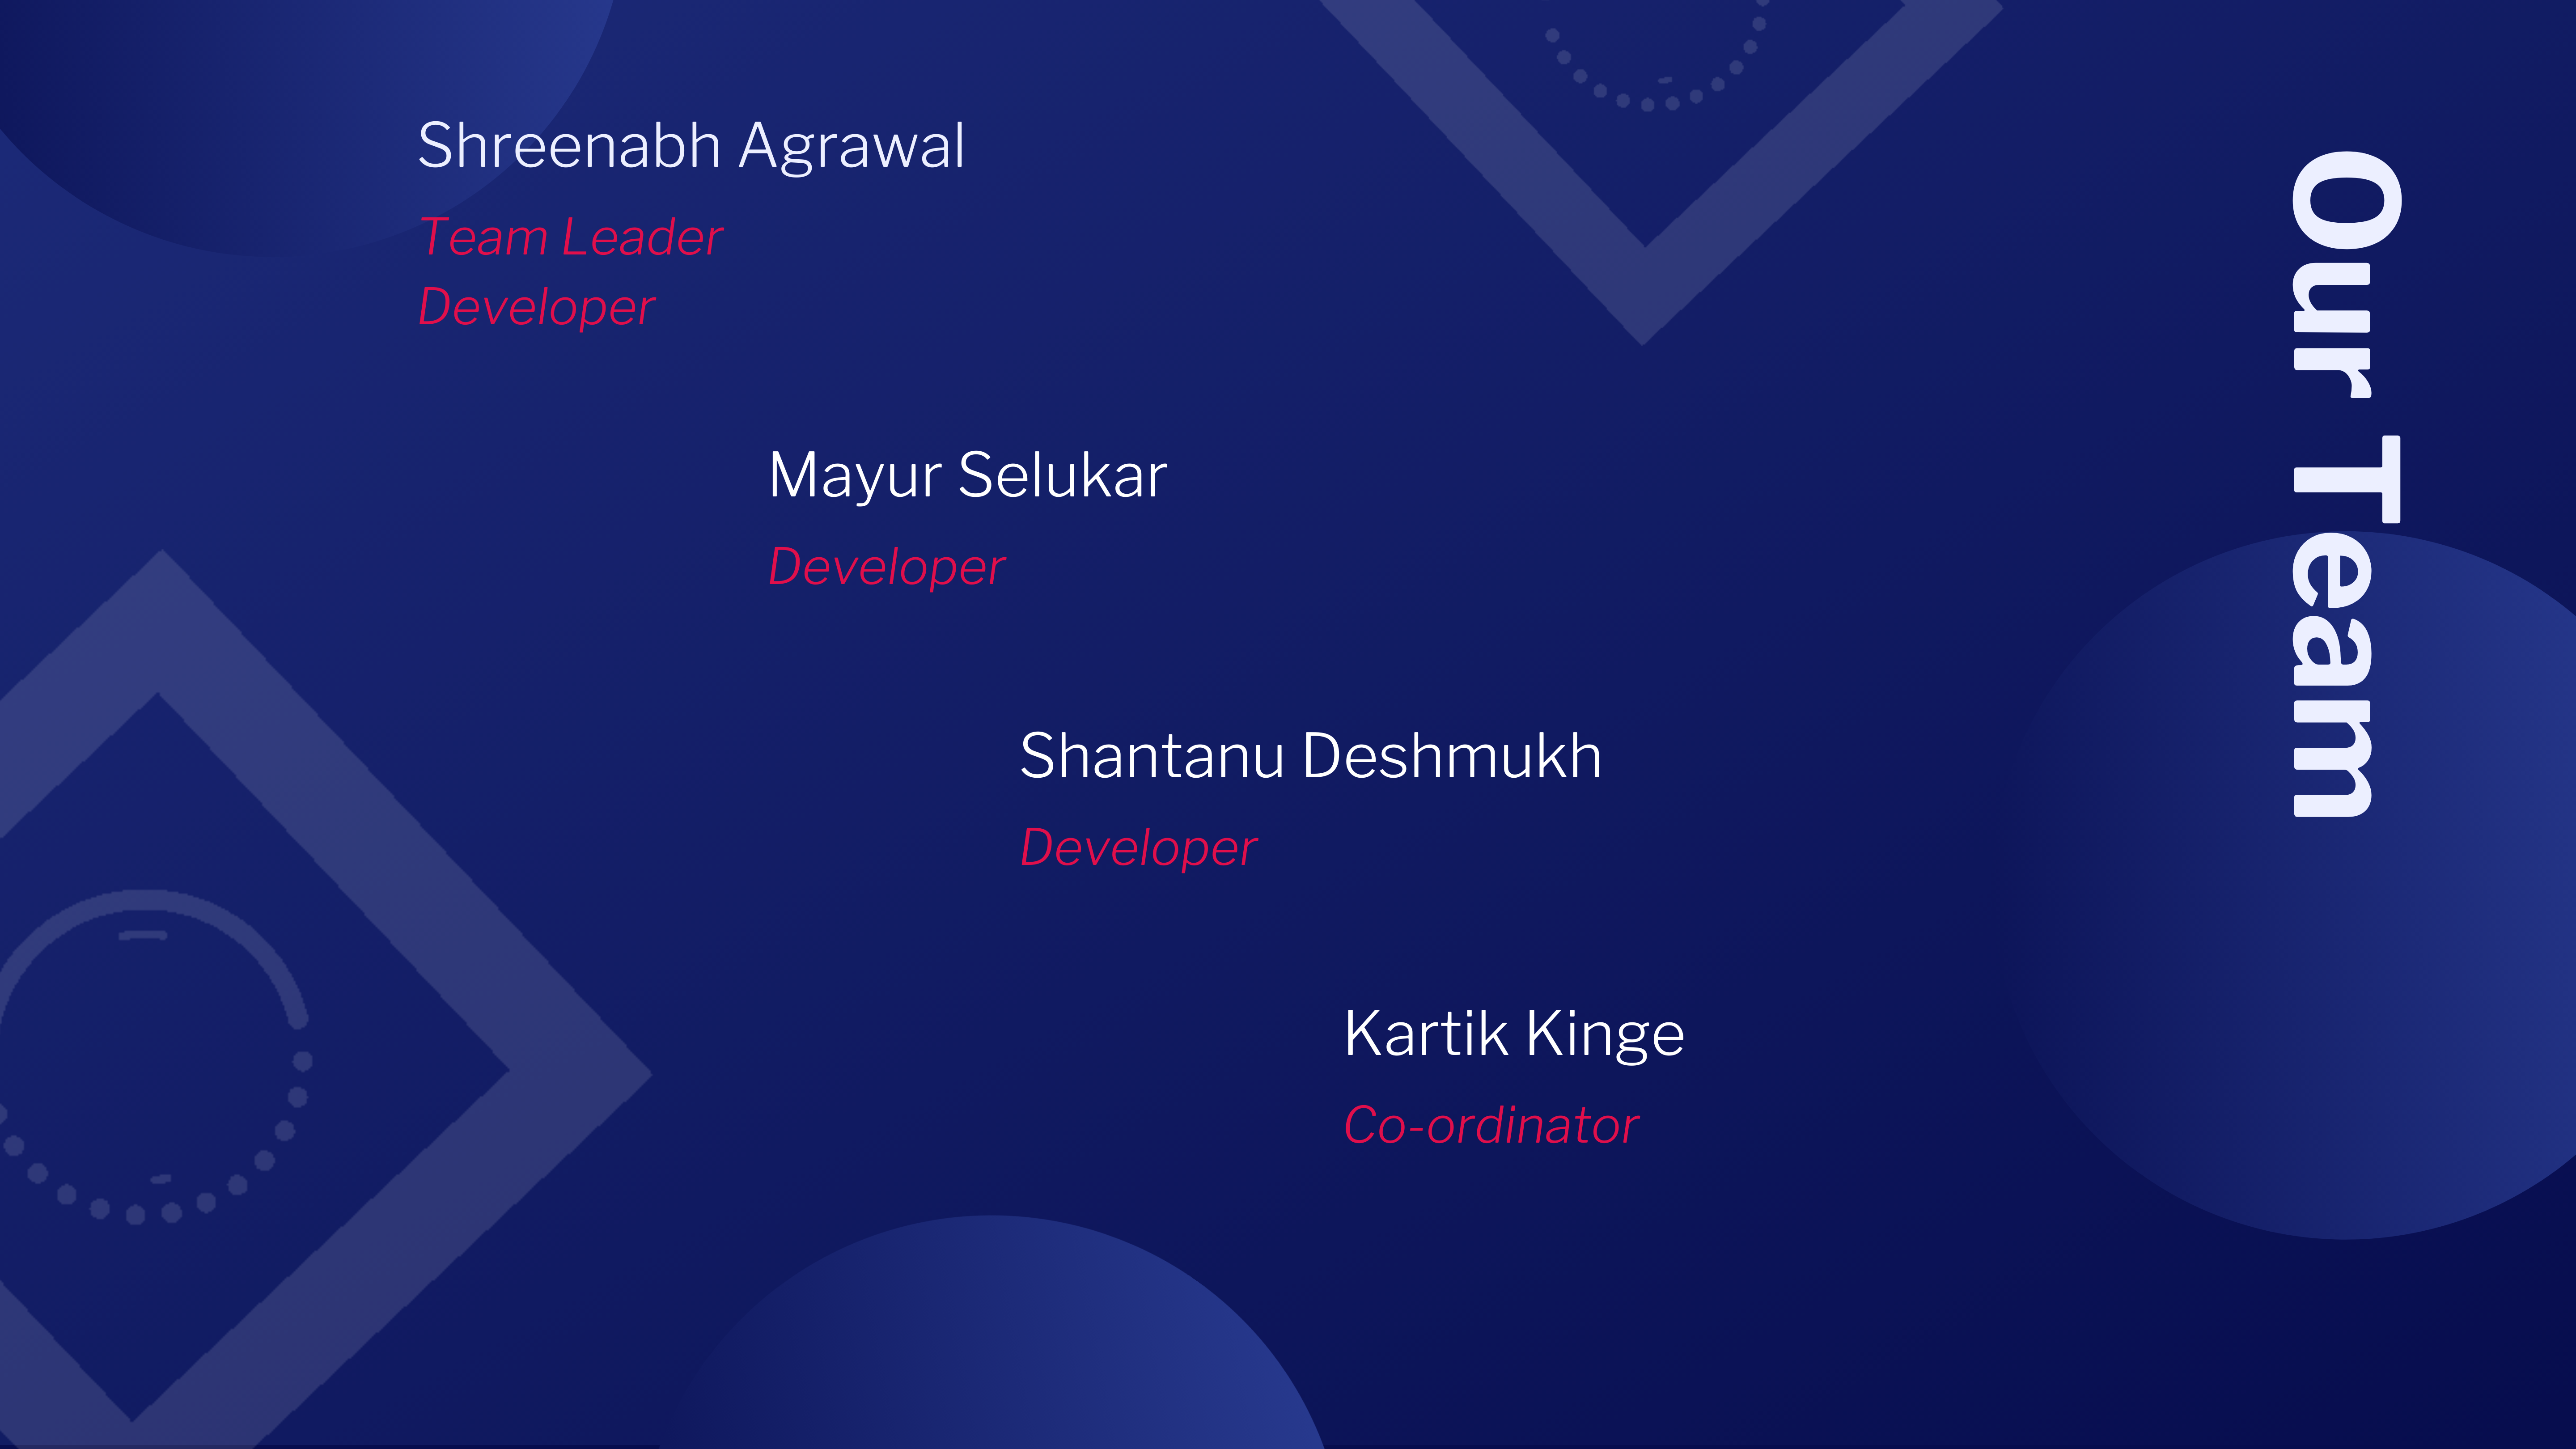 Our Team
Shreenabh Agrawal
Team Leader
Developer
Mayur Selukar
Developer
Shantanu Deshmukh
Developer
Kartik Kinge
Co-ordinator